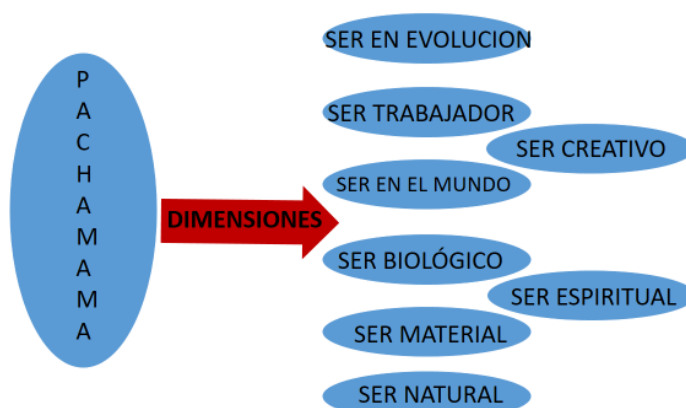 PACHAMAMA
DIMENSIONES
SER EN EVOLUCION
SER TRABAJADOR
SER CREATIVO
SER EN EL MUNDO
SER BIOLÓGICO
SER ESPIRITUAL
SER MATERIAL
SER NATURAL